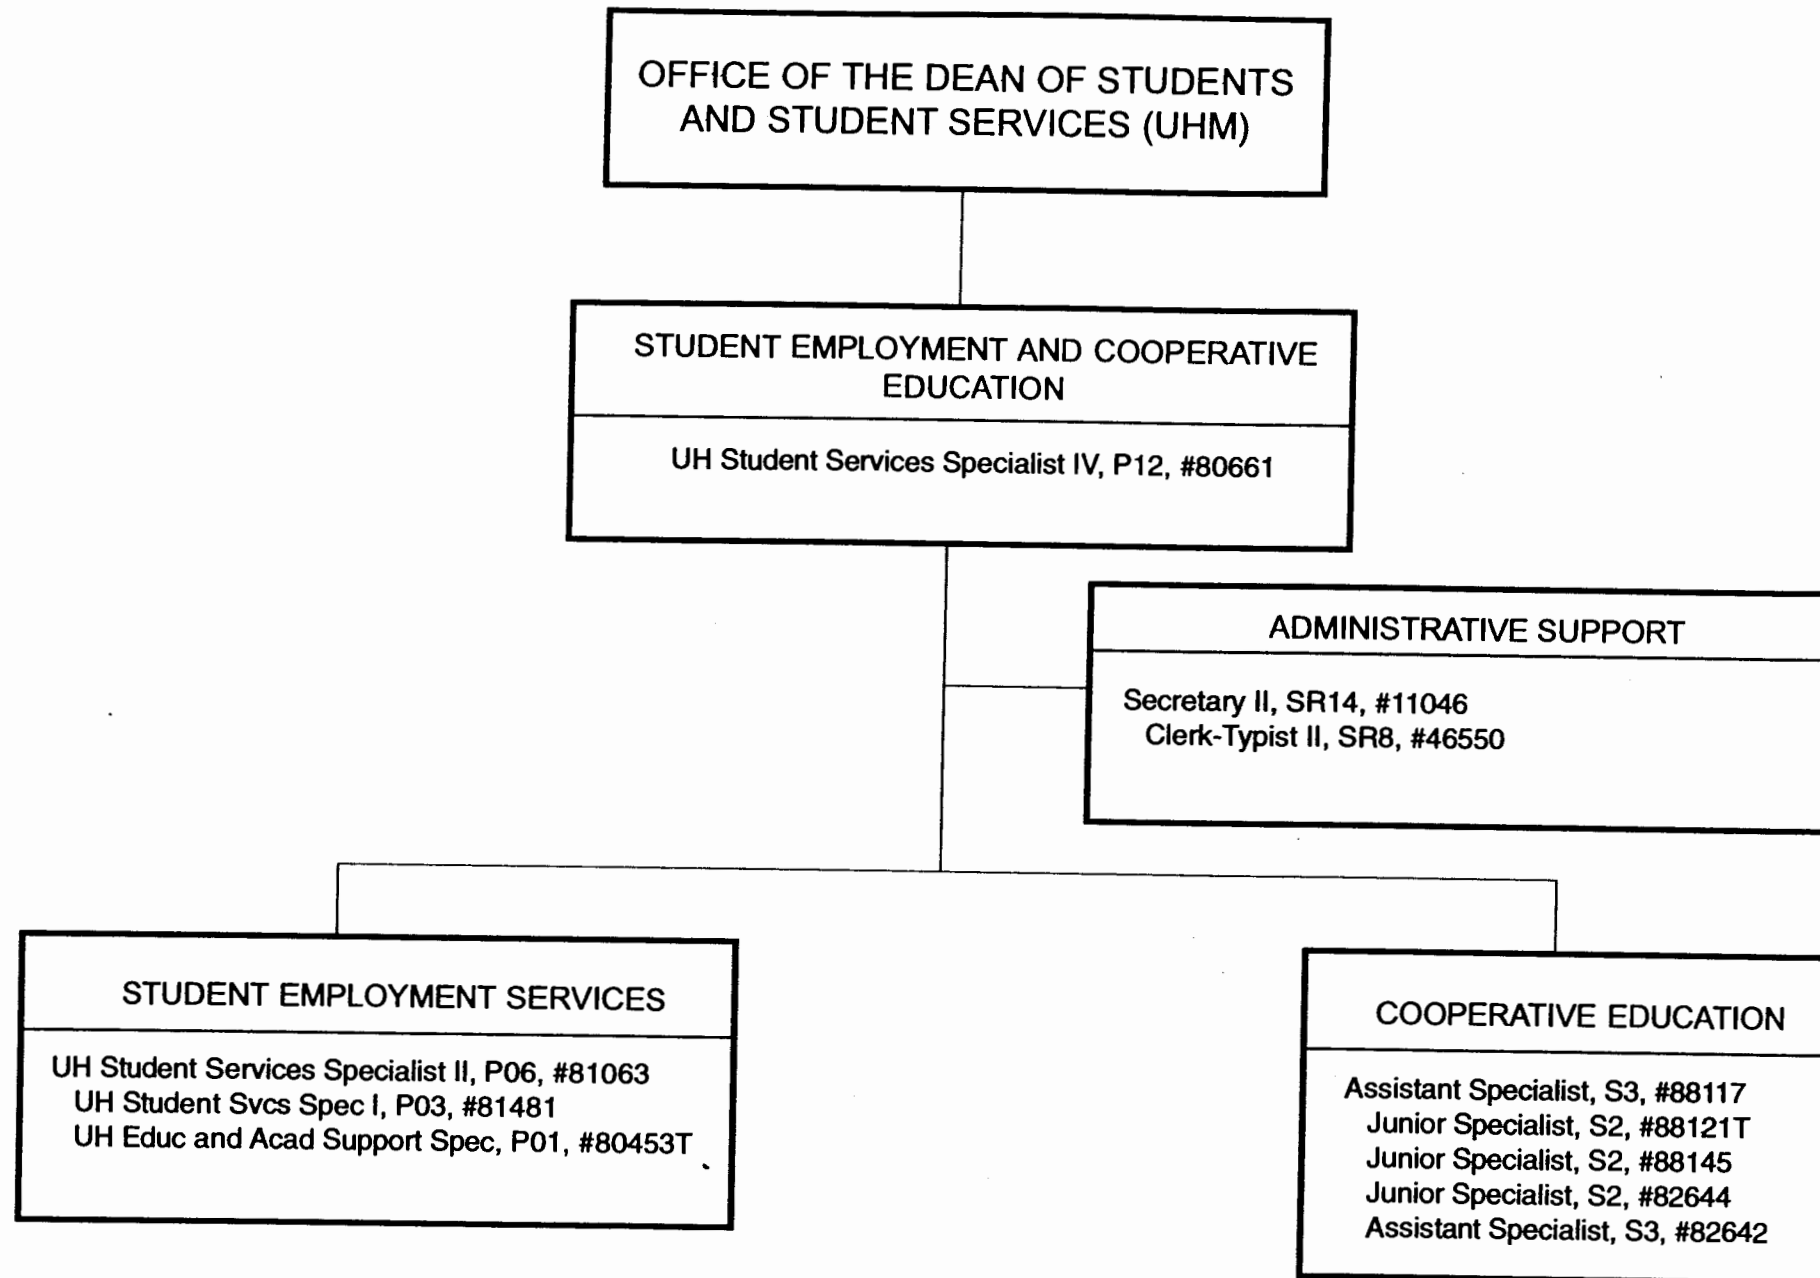 OFFICE OF THE DEAN OF STUDENTS
AND STUDENT SERVICES (UHM)
STUDENT EMPLOYMENT AND COOPERATIVE
EDUCATION
UH Student Services Specialist IV, P12, #80661
ADMINISTRATIVE SUPPORT
Secretary II, SR14, #11046
Clerk-Typist II, SR8, #46550
STUDENT EMPLOYMENT SERVICES
UH Student Services Specialist II, P06, #81063
UH Student Svcs Spec I, P03, #81481
UH Educ and Acad Support Spec, P01, #80453T
COOPERATIVE EDUCATION
Assistant Specialist, S3, #88117
Junior Specialist, S2, #88121T
Junior Specialist, S2, #88145
Junior Specialist, S2, #82644
Assistant Specialist, S3, #82642